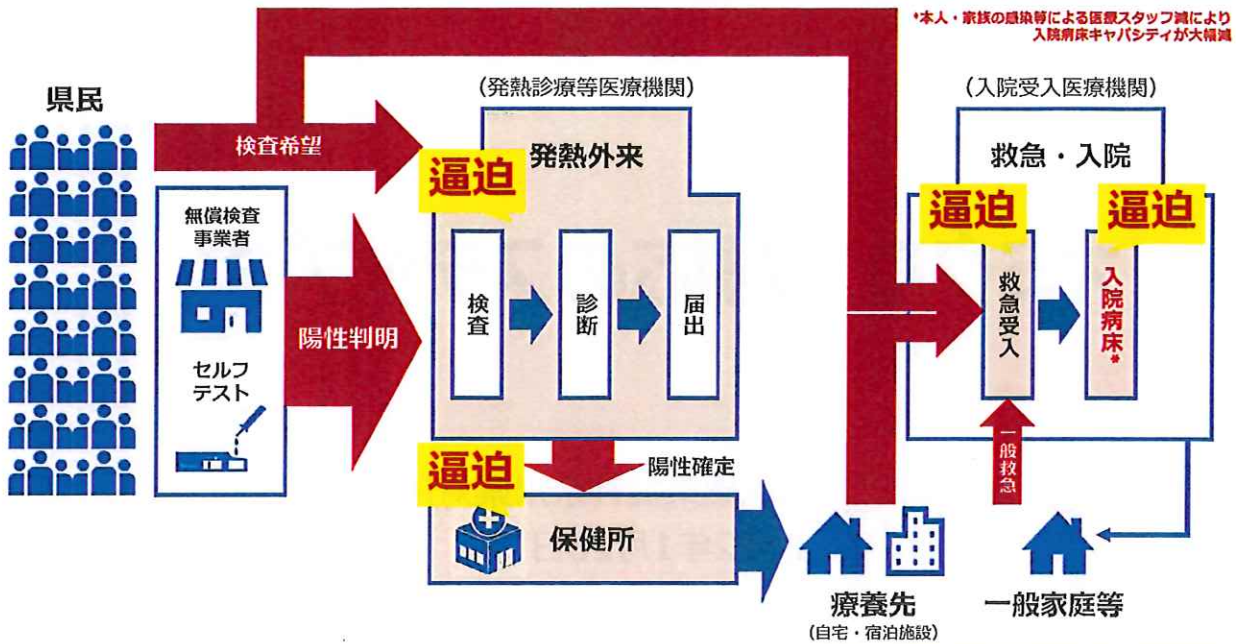 *本人・家族の感染等による医療スタッフ減により
入院病床キャパシティが大幅減
県民
検査希望
無償検査
事業者
セルフ
テスト
陽性判明
(発熱診療等医療機関)
発熱外来
逼迫
検査
診断
届出
陽性確定
逼迫
保健所
療養先
(自宅・宿泊施設)
(入院受入医療機関)
救急・入院
逼迫
逼迫
救急受入
入院病床*
一般救急
一般家庭等